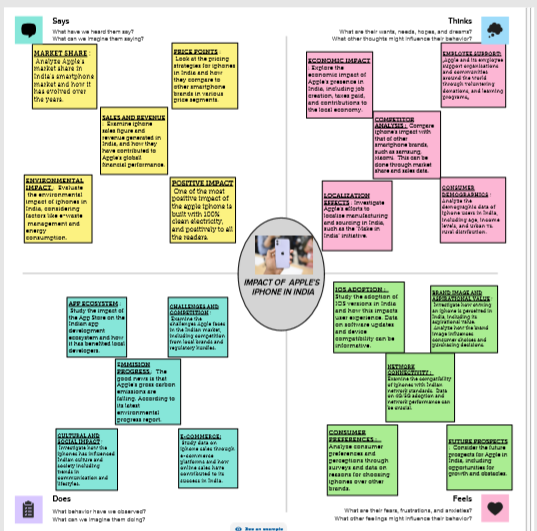 Says
What have we heard them say?
What can we imagine them saying?
MARKET SHARE :
Analyze Apple's
market share in
India's smartphone
market and how it
has evolved over
the years.
PRICE POINTS :
Look at the pricing
strategies for iphones
in India and how
they compare to
other smartphone
brands in various
price segments.
SALES AND REVENUE
: Examine iphone
sales figure and
revenue generated in
India, and how they
have contributed to
Apple's global
financial performance.
ENVIRONMENTAL
IMPACT : Evaluate
the environmental
impact of iphones in
India, considering
factors like e-waste
management and
energy
consumption.
POSITIVE IMPACT
: One of the most
positive impact of
the apple iphone is
built with 100%
clean electricity,
and positively to all
the readers.
Thinks
What are their wants, needs, hopes, and dreams?
What other thoughts might influence their behavior?
ECONOMIC IMPACT
: Explore the
economic impact of
Apple's presence in
India, including job
creation, taxes paid,
and contributions to
the local economy.
EMPLOYEE SUPPORT:
Apple and its employee
support organizations
and communities
around the world
through volunteering
donations, and learning
programs.
COMPETITOR
ANALYSIS : Compare
iphone's impact with
that of other
smartphone brands,
such as samsung,
xiaomi. This can be
done through market
share and sales data.
LOCALIZATION
EFFECTS : Investigate
Apple's efforts to
localize manufacturing
and sourcing in India,
such as the "Make in
India" initiative.
CONSUMER
DEMOGRAPHICS :
Analyze the
demographic data of
iphone users in India,
including age, income
levels, and urban vs.
rural distribution.
IMPACT OF APPLE'S
IPHONE IN INDIA
APP ECOSYSTEM :
Study the impact of
the App Store on the
Indian app
development
ecosystem and how
it has benefited local
developers.
CHALLENGES AND
COMPETITION :
Examine the
challenges Apple faces
in the Indian market,
including competition
from local brands and
regulatory hurdles.
EMMISION
PROGRESS : The
good news is that
Apple's gross carbon
emissions are
falling. According to
its latest
environmental
progress report.
CULTURAL AND
SOCIAL IMPACT :
Investigate how the
iphones has influenced
Indian culture and
society including
trends in
communication and
lifestyles.
E-COMMERCE:
Study data on
iphone sales through
e-commerce
platforms and how
online sales have
contributed to its
success in India.
Does
What behavior have we observed?
What can we imagine them doing?
IOS ADOPTION :
Study the adoption of
IOS versions in India
and how this impacts
user experience. Data
on software updates
and device
compatibility can be
informative.
BRAND IMAGE AND
ASPIRATIONAL VALUE :
Investigate how owning
an iphone is perceived in
India, including its
aspirational value.
Analyze how the brand
image influences
consumer choices and
purchasing decisions.
NETWORK
CONNECTIVITY :
Examine the compatibility
of iphones with Indian
network standards. Data
on 4G/5G adoption and
network performance can
be crucial.
CONSUMER
PREFERENCES :
Analyse consumer
preferences and
perceptions through
surveys and data on
reasons for choosing
iphones over other
brands.
FUTURE PROSPECTS
: Consider the
future prospects for
Apple in India,
including
opportunities for
growth and obstacles.
Feels
What are their fears, frustrations, and anxieties?
What other feelings might influence their behavior?
See an example